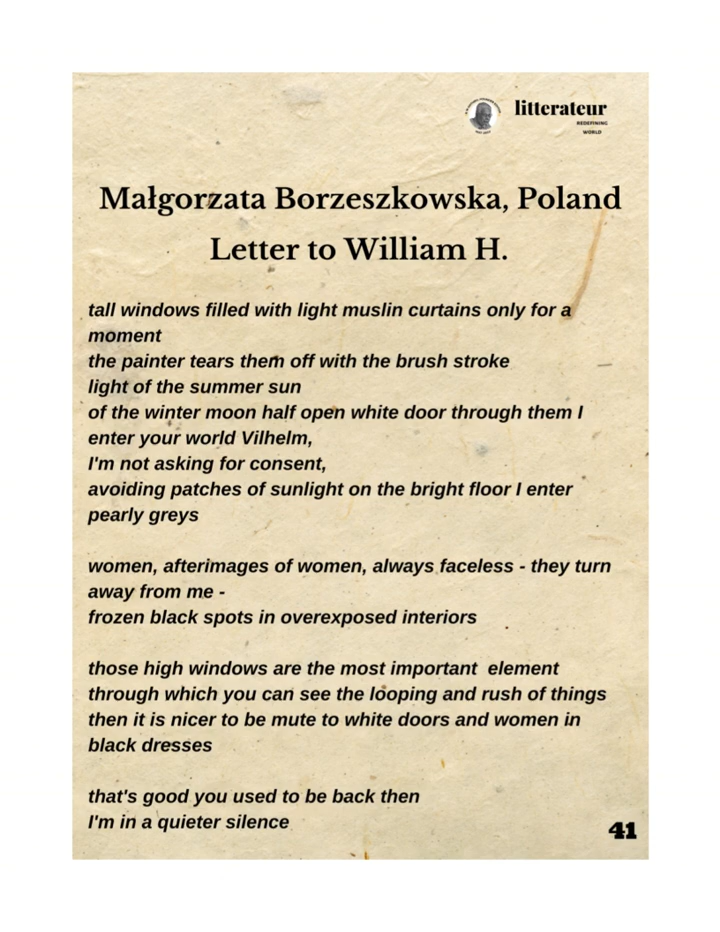 litterateur
REDEFINING
WORLD
Małgorzata Borzeszkowska, Poland
Letter to William H.
tall windows filled with light muslin curtains only for a
moment
the painter tears them off with the brush stroke
light of the summer sun
of the winter moon half open white door through them I
enter your world Vilhelm,
I'm not asking for consent,
avoiding patches of sunlight on the bright floor I enter
pearly greys
women, afterimages of women, always faceless - they turn
away from me -
frozen black spots in overexposed interiors
those high windows are the most important  element
through which you can see the looping and rush of things
then it is nicer to be mute to white doors and women in
black dresses
that's good you used to be back then
I'm in a quieter silence
41